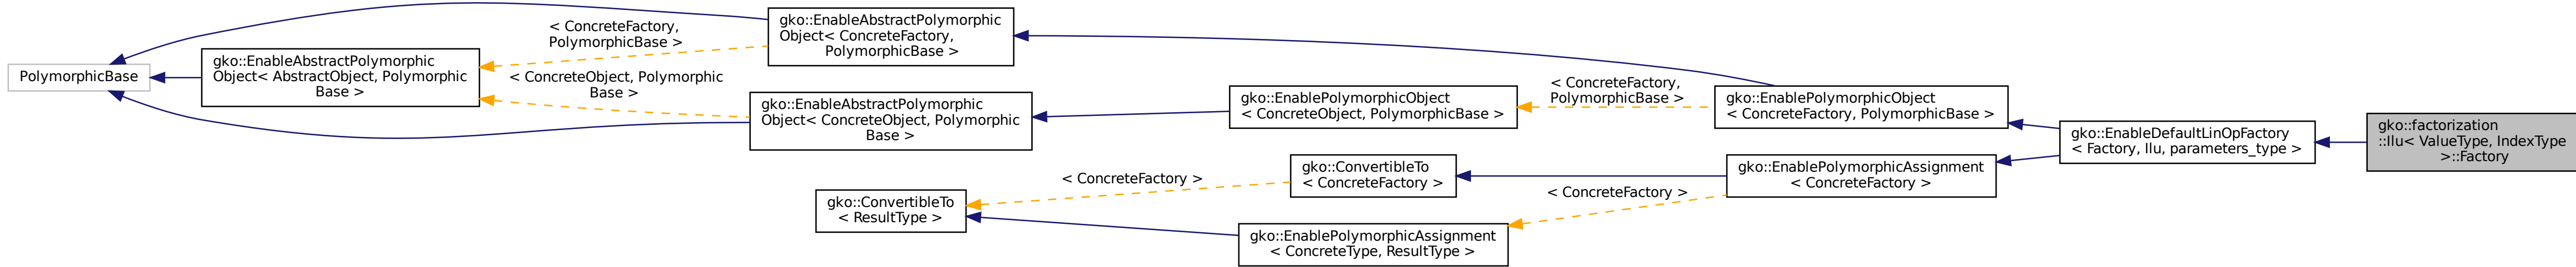 PolymorphicBase
gko::EnableAbstractPolymorphic
Object< AbstractObject, Polymorphic
Base >
< ConcreteFactory,
PolymorphicBase >
< ConcreteObject, Polymorphic
Base >
gko::EnableAbstractPolymorphic
Object< ConcreteFactory,
PolymorphicBase >
gko::EnableAbstractPolymorphic
Object< ConcreteObject, Polymorphic
Base >
gko::ConvertibleTo
< ResultType >
< ConcreteFactory >
gko::EnablePolymorphicObject
< ConcreteObject, PolymorphicBase >
gko::ConvertibleTo
< ConcreteFactory >
gko::EnablePolymorphicAssignment
< ConcreteType, ResultType >
< ConcreteFactory,
PolymorphicBase >
< ConcreteFactory >
gko::EnablePolymorphicObject
< ConcreteFactory, PolymorphicBase >
gko::EnablePolymorphicAssignment
< ConcreteFactory >
gko::EnableDefaultLinOpFactory
< Factory, Ilu, parameters_type >
gko::factorization
::Ilu< ValueType, IndexType
>::Factory